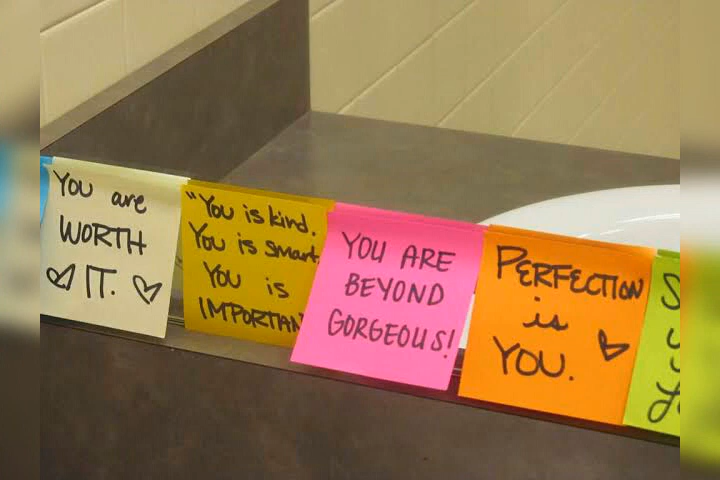 You are
WORTH
IT.
"You is kind.
You is smart.
You is
YOU ARE
BEYOND
GORGEOUS!
PERFECTION
is
YOU.